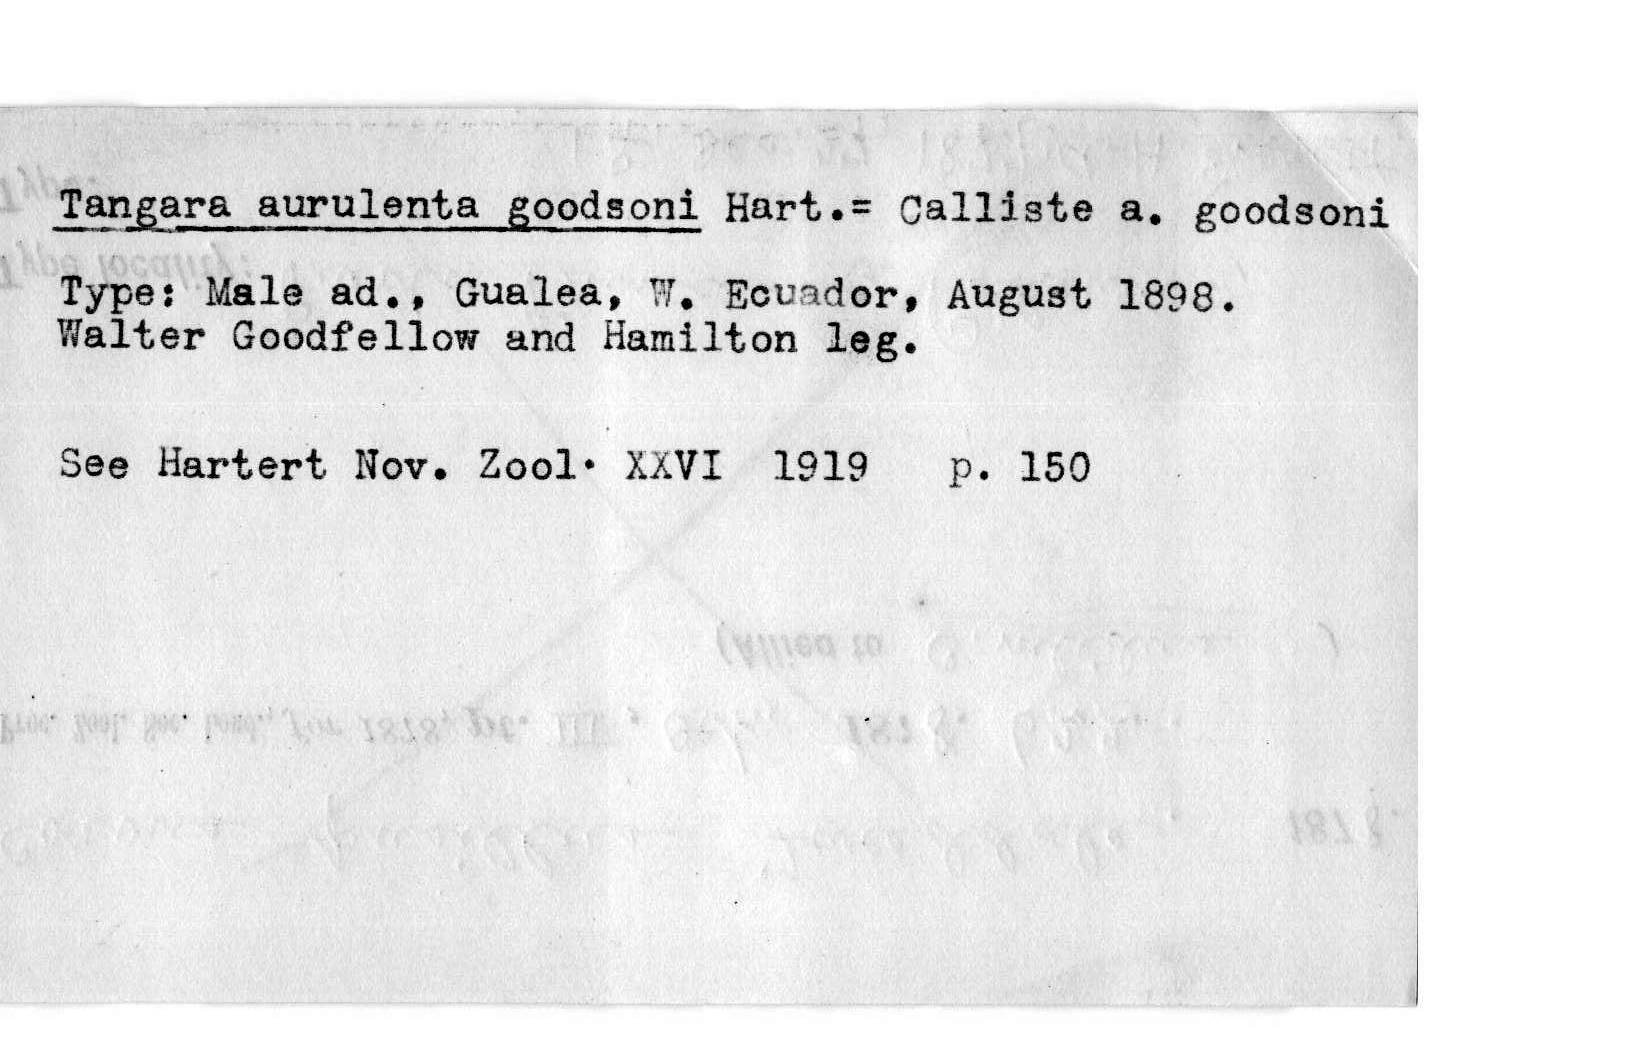 Tangara aurulenta goodsoni Hart.= Calliste a. goodsoni
Type: Male ad., Gualea, W. Ecuador, August 1898.
Walter Goodfellow and Hamilton leg.
See Hartert Nov. Zool. XXVI 1919 p. 150